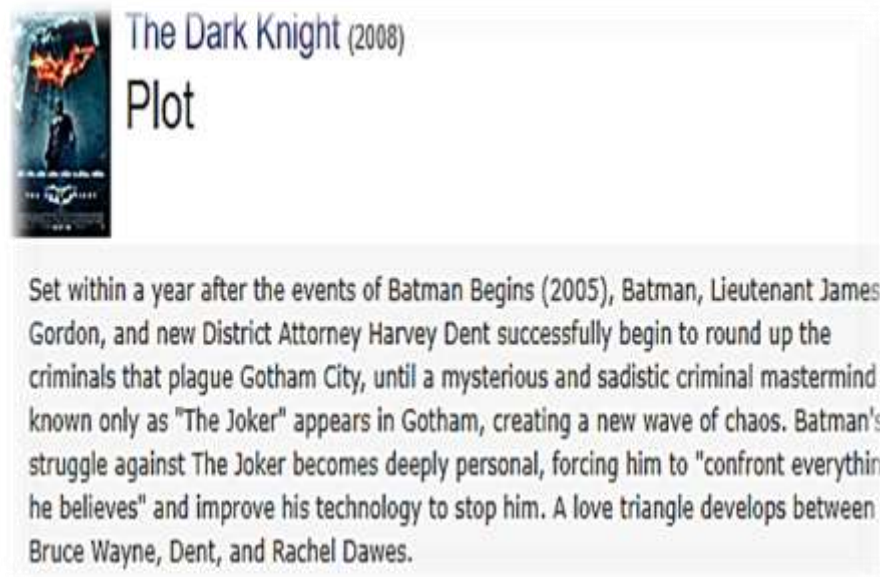 The Dark Knight (2008)
Plot
Set within a year after the events of Batman Begins (2005), Batman, Lieutenant James
Gordon, and new District Attorney Harvey Dent successfully begin to round up the
criminals that plague Gotham City, until a mysterious and sadistic criminal mastermind
known only as "The Joker" appears in Gotham, creating a new wave of chaos. Batman's
struggle against The Joker becomes deeply personal, forcing him to "confront everythin
he believes" and improve his technology to stop him. A love triangle develops between
Bruce Wayne, Dent, and Rachel Dawes.